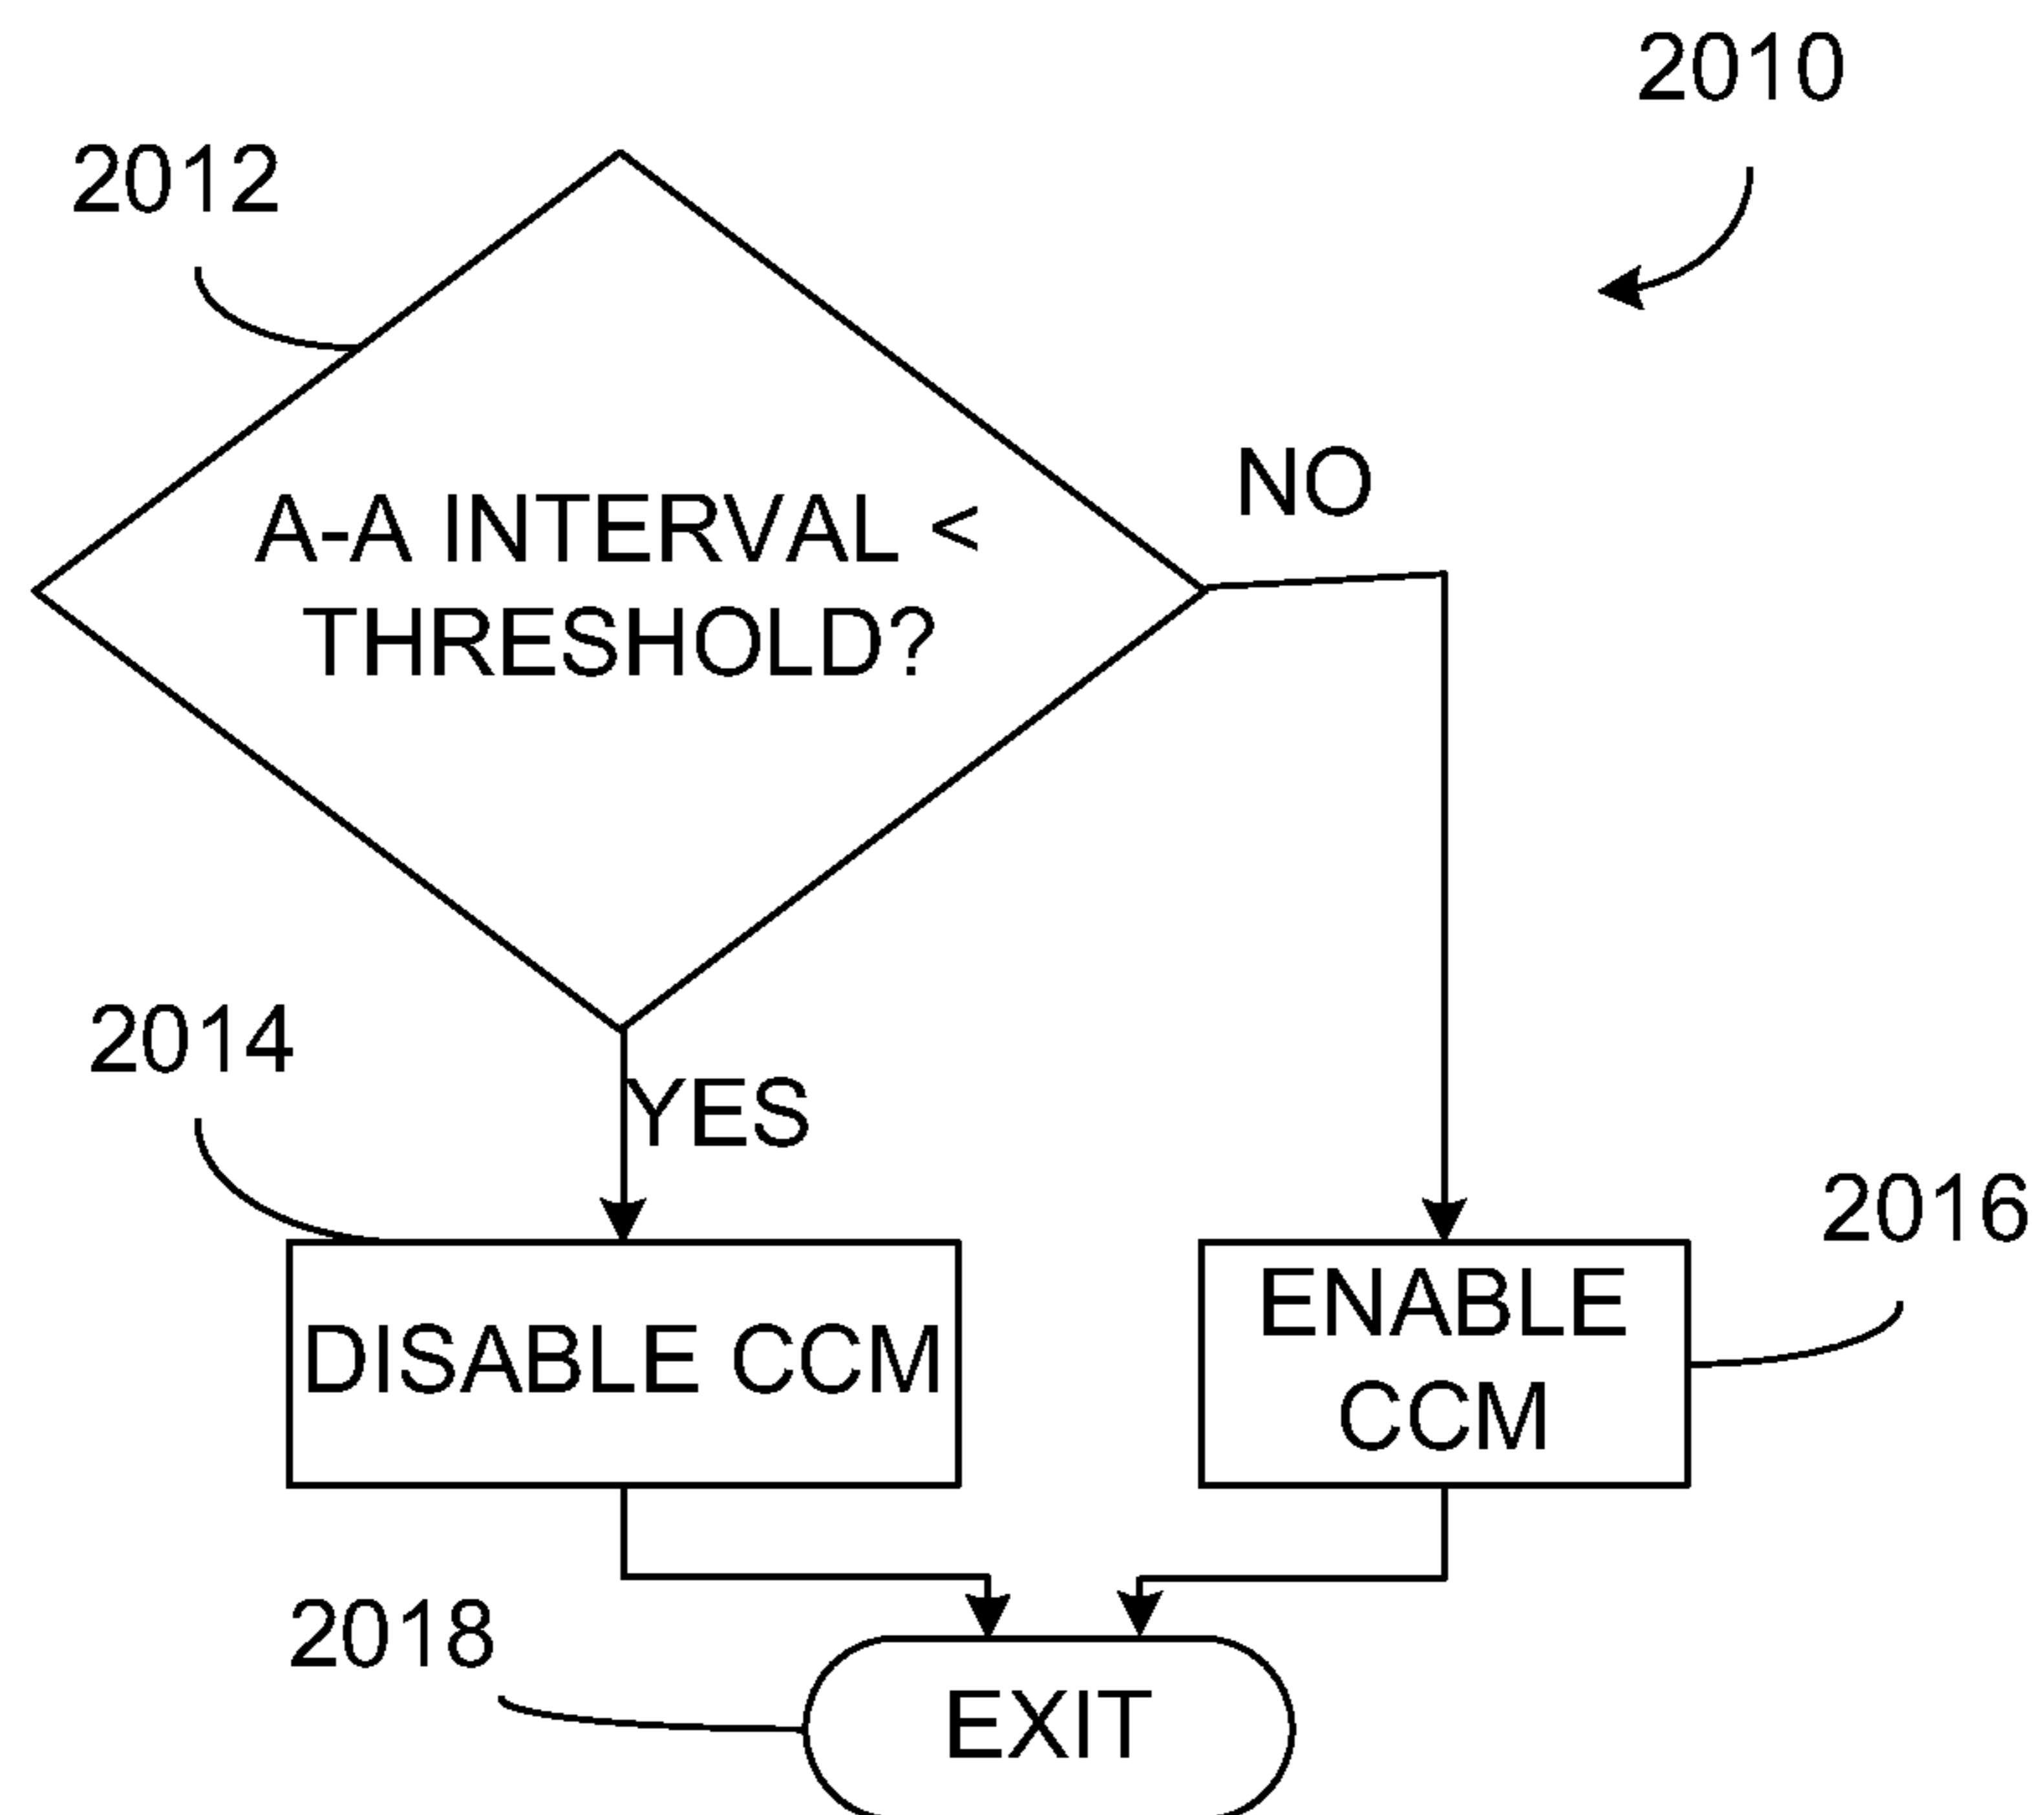 2010
2012
A-A INTERVAL <
THRESHOLD?
NO
2014
YES
2016
DISABLE CCM
ENABLE
CCM
2018
EXIT